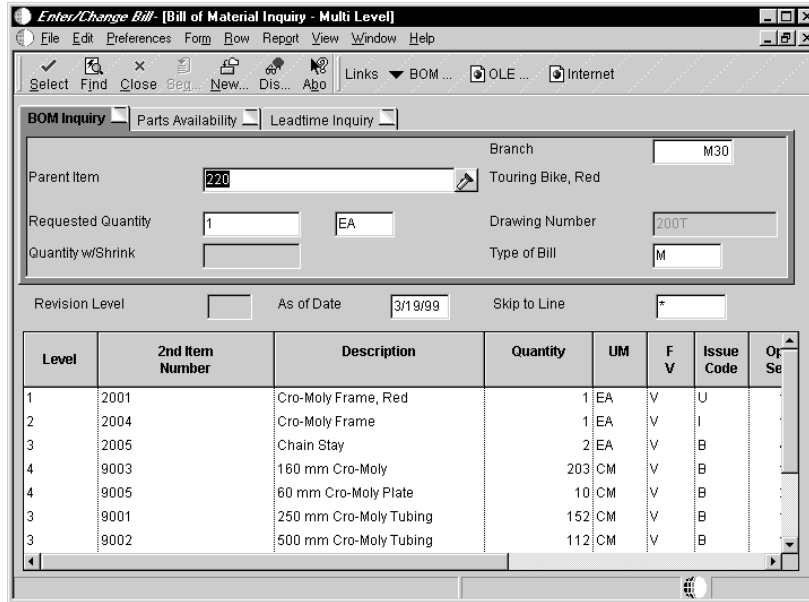 Enter/Change Bill- [Bill of Material Inquiry - Multi Level]
File Edit Preferences Form Row Report View Window Help
Select Find Close Seq... New... Dis... Abo Links BOM ... OLE ... Internet
BOM Inquiry Parts Availability Leadtime Inquiry
Branch M30
Parent Item 220 Touring Bike, Red
Requested Quantity 1 EA Drawing Number 200T
Quantity w/Shrink Type of Bill M
Revision Level As of Date 3/19/99 Skip to Line *
Level 2nd Item Number Description Quantity UM F V Issue Code Op Se
1 2001 Cro-Moly Frame, Red 1 EA V U
2 2004 Cro-Moly Frame 1 EA V I
3 2005 Chain Stay 2 EA V B
4 9003 160 mm Cro-Moly 203 CM V B
4 9005 60 mm Cro-Moly Plate 10 CM V B
3 9001 250 mm Cro-Moly Tubing 152 CM V B
3 9002 500 mm Cro-Moly Tubing 112 CM V B